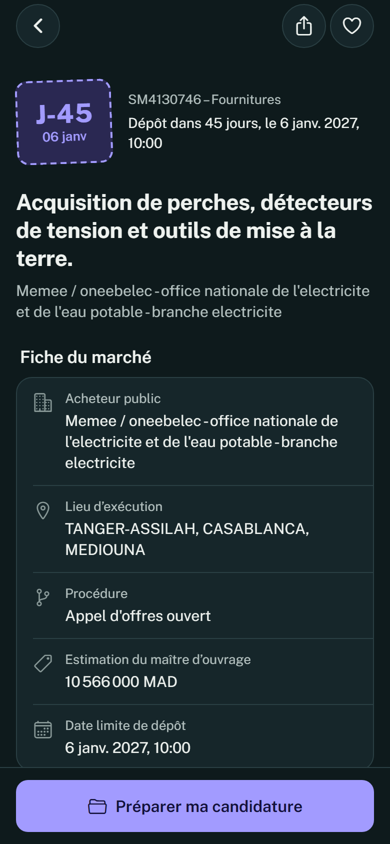 J-45
06 janv
SM4130746 – Fournitures
Dépôt dans 45 jours, le 6 janv. 2027,
10:00
Acquisition de perches, détecteurs
de tension et outils de mise à la
terre.
Memee / oneebelec - office nationale de l'electricite
et de l'eau potable - branche electricite
Fiche du marché
Acheteur public
Memee / oneebelec - office nationale de
l'electricite et de l'eau potable - branche
electricite
Lieu d'exécution
TANGER-ASSILAH, CASABLANCA,
MEDIOUNA
Procédure
Appel d'offres ouvert
Estimation du maître d'ouvrage
10 566 000 MAD
Date limite de dépôt
6 janv. 2027, 10:00
Préparer ma candidature